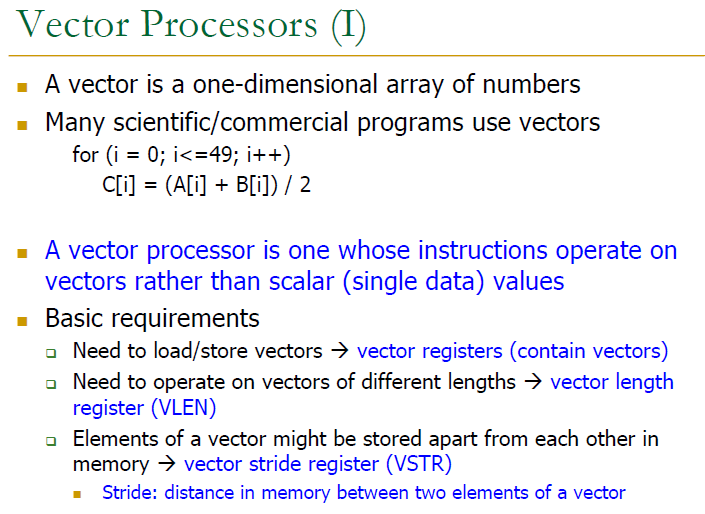 Vector Processors (I)
A vector is a one-dimensional array of numbers
Many scientific/commercial programs use vectors
for (i = 0; i<=49; i++)
C[i] = (A[i] + B[i]) / 2
A vector processor is one whose instructions operate on
vectors rather than scalar (single data) values
Basic requirements
Need to load/store vectors → vector registers (contain vectors)
Need to operate on vectors of different lengths → vector length
register (VLEN)
Elements of a vector might be stored apart from each other in
memory → vector stride register (VSTR)
Stride: distance in memory between two elements of a vector